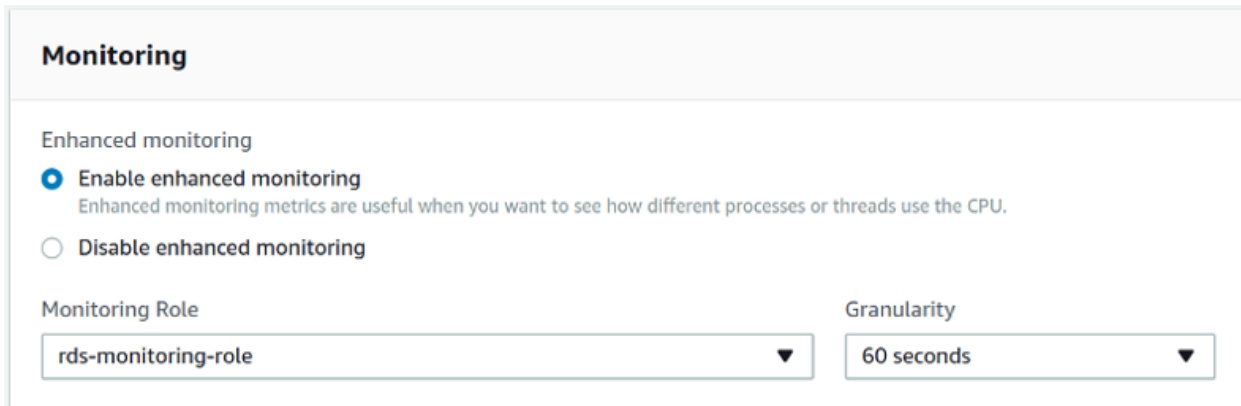 Monitoring
Enhanced monitoring
Enable enhanced monitoring
Enhanced monitoring metrics are useful when you want to see how different processes or threads use the CPU.
Disable enhanced monitoring
Monitoring Role
Granularity
rds-monitoring-role
60 seconds